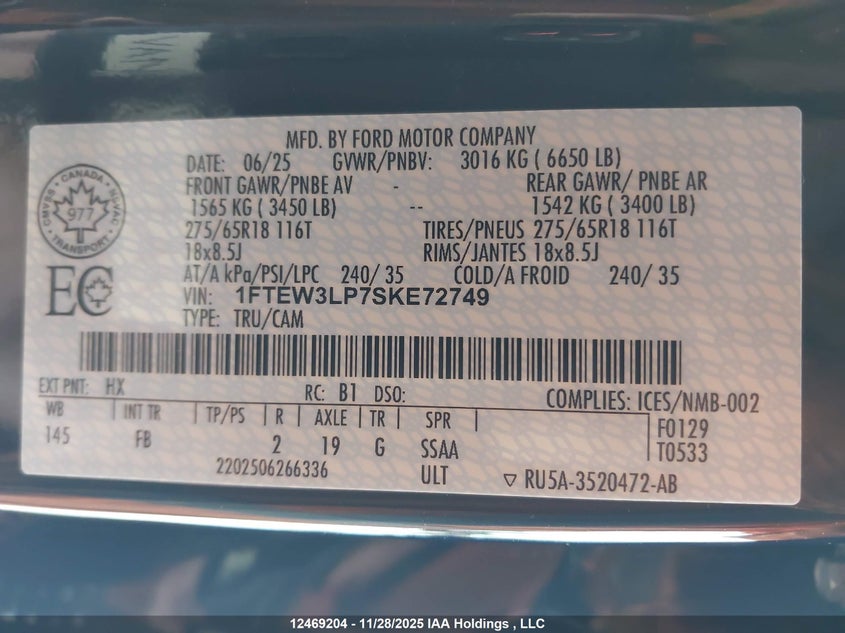 MFD. BY FORD MOTOR COMPANY
DATE: 06/25 GVWR/PNBV: 3016 KG ( 6650 LB)
FRONT GAWR/PNBE AV - REAR GAWR/ PNBE AR
1565 KG ( 3450 LB) -- 1542 KG ( 3400 LB)
275/65R18 116T TIRES/PNEUS 275/65R18 116T
18x8.5J RIMS/JANTES 18x8.5J
AT/A kPa/PSI/LPC 240/ 35 COLD/A FROID 240/ 35
VIN: 1FTEW3LP7SKE72749
TYPE: TRU/CAM
CANADA
977
TRANSPORT
CMVSS
NSVAC
EC
EXT PNT: HX RC: B1 DSO: COMPLIES: ICES/NMB-002
WB INT TR TP/PS R AXLE TR SPR F0129
145 FB 2 19 G SSAA T0533
2202506266336 ULT RU5A-3520472-AB
12469204 - 11/28/2025 IAA Holdings , LLC